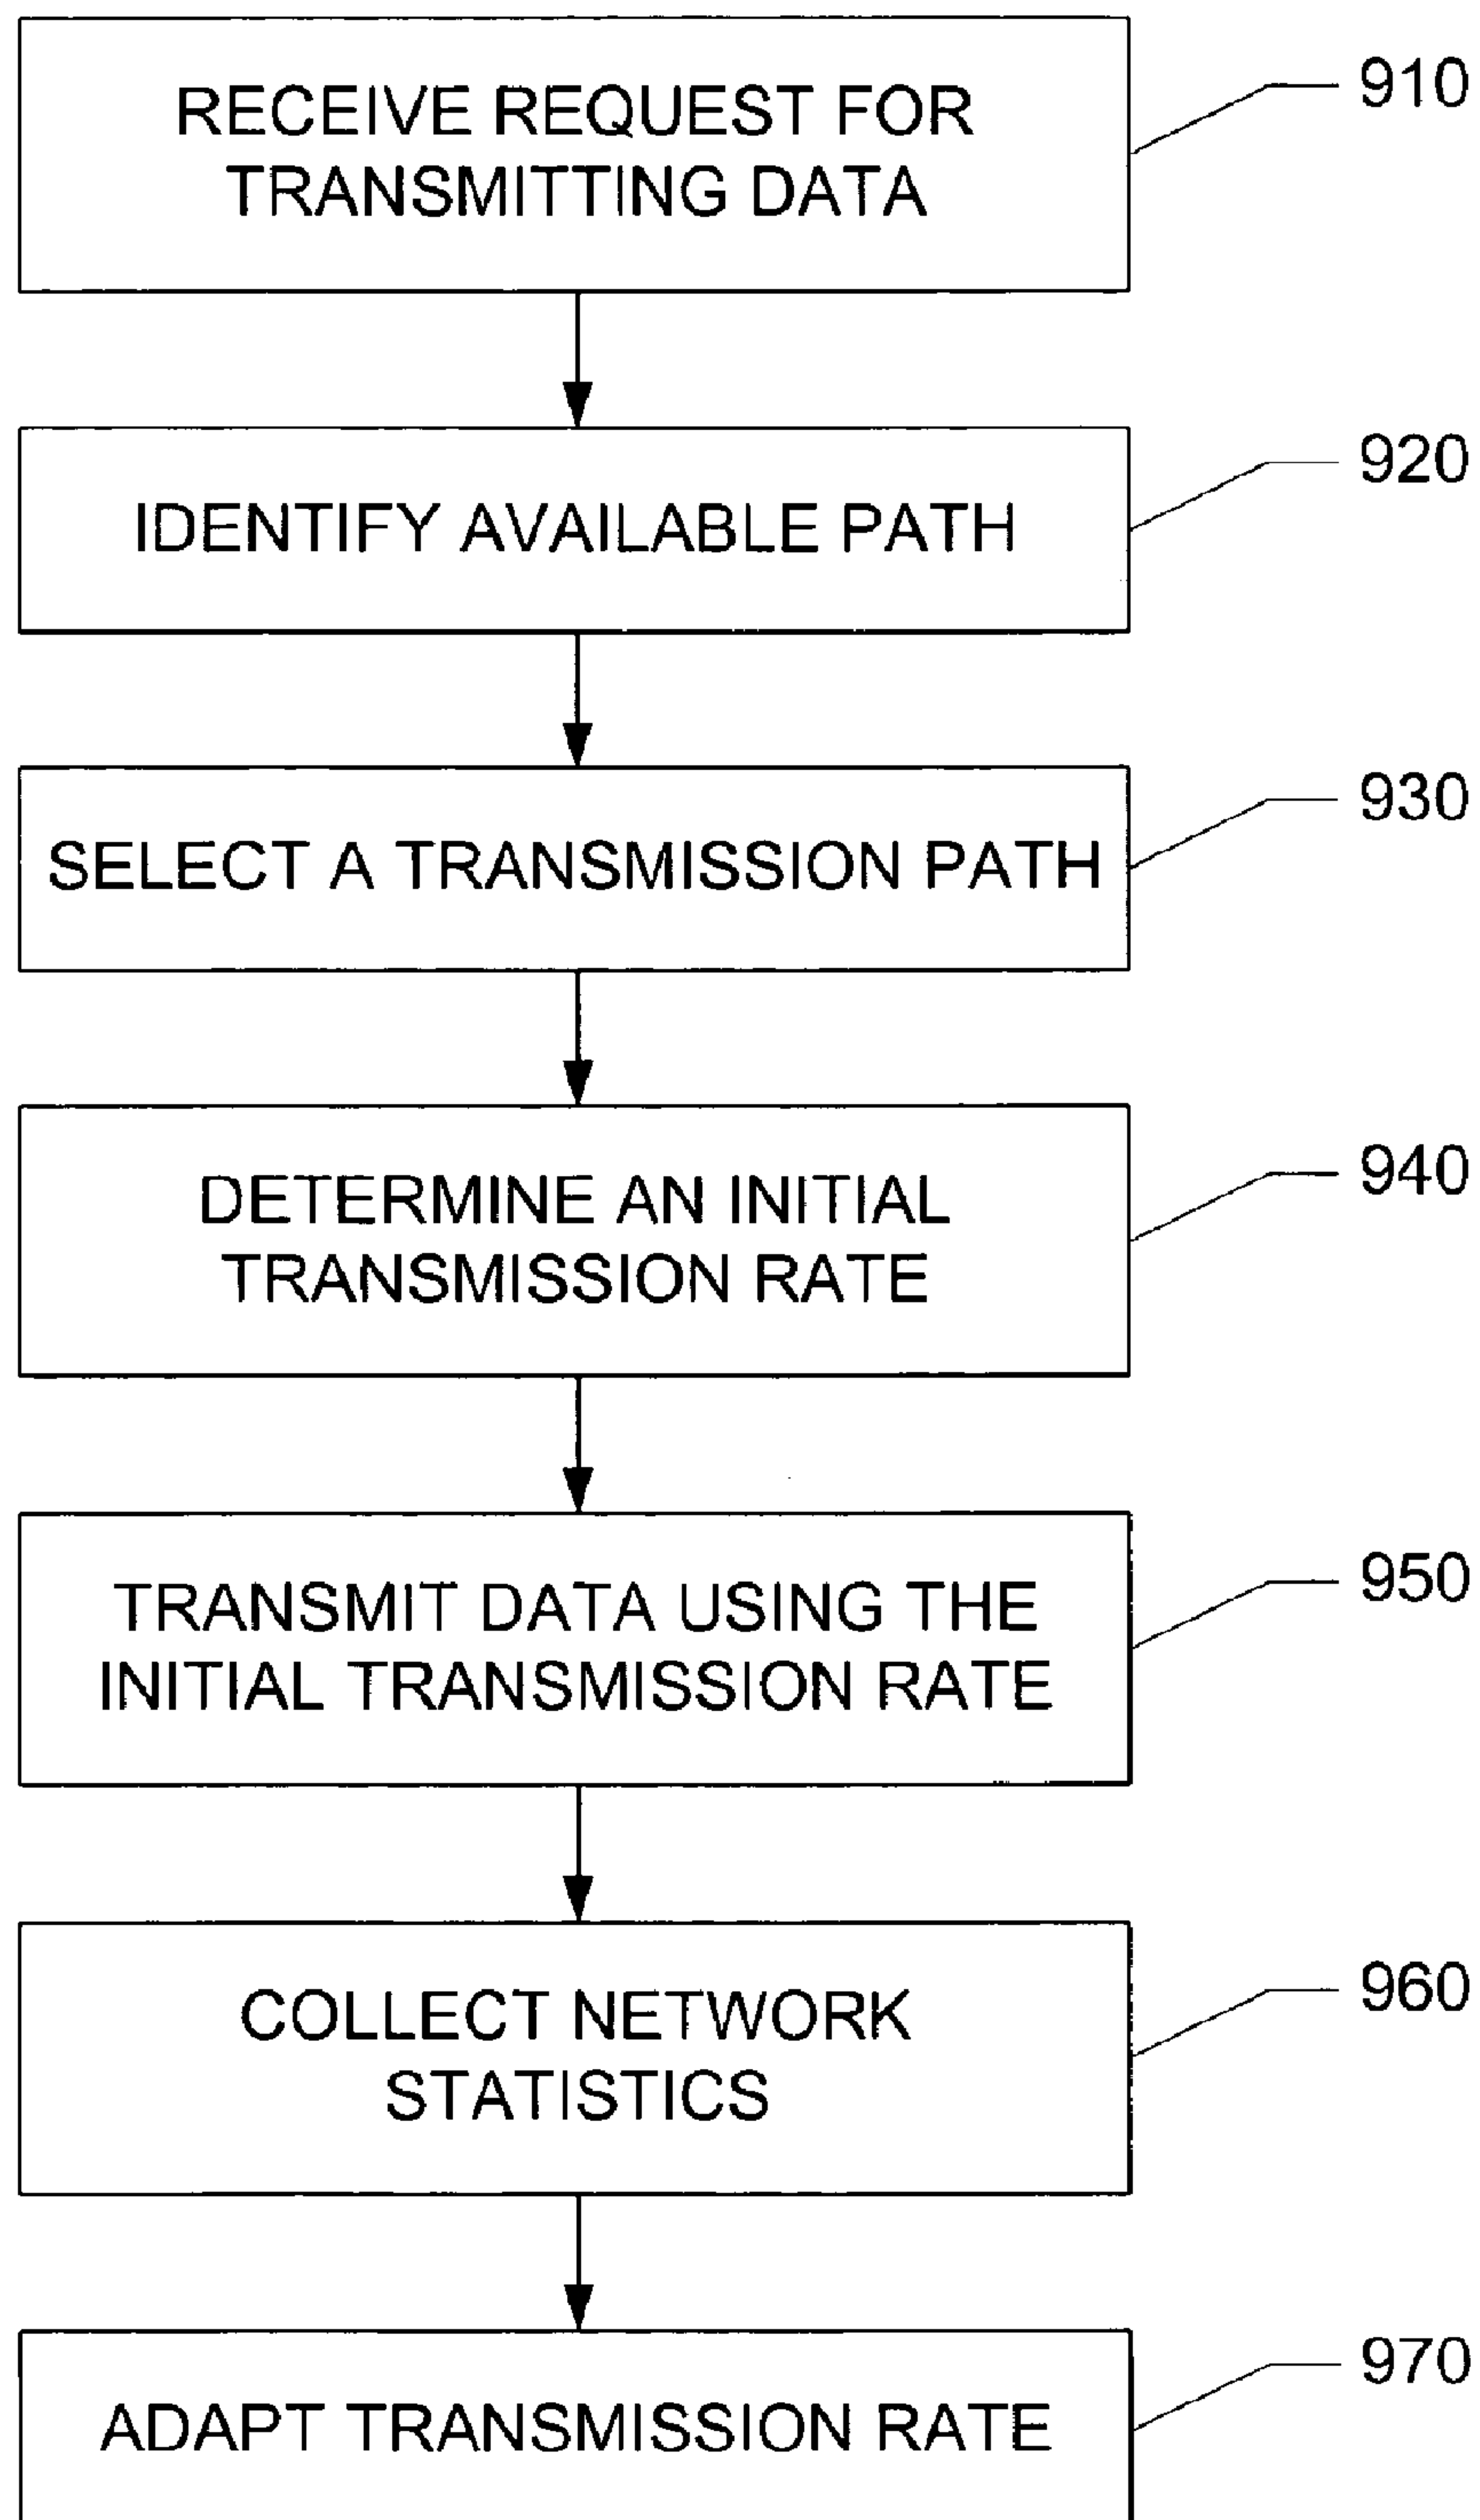 RECEIVE REQUEST FOR
TRANSMITTING DATA
910
IDENTIFY AVAILABLE PATH
920
SELECT A TRANSMISSION PATH
930
DETERMINE AN INITIAL
TRANSMISSION RATE
940
TRANSMIT DATA USING THE
INITIAL TRANSMISSION RATE
950
COLLECT NETWORK
STATISTICS
960
ADAPT TRANSMISSION RATE
970